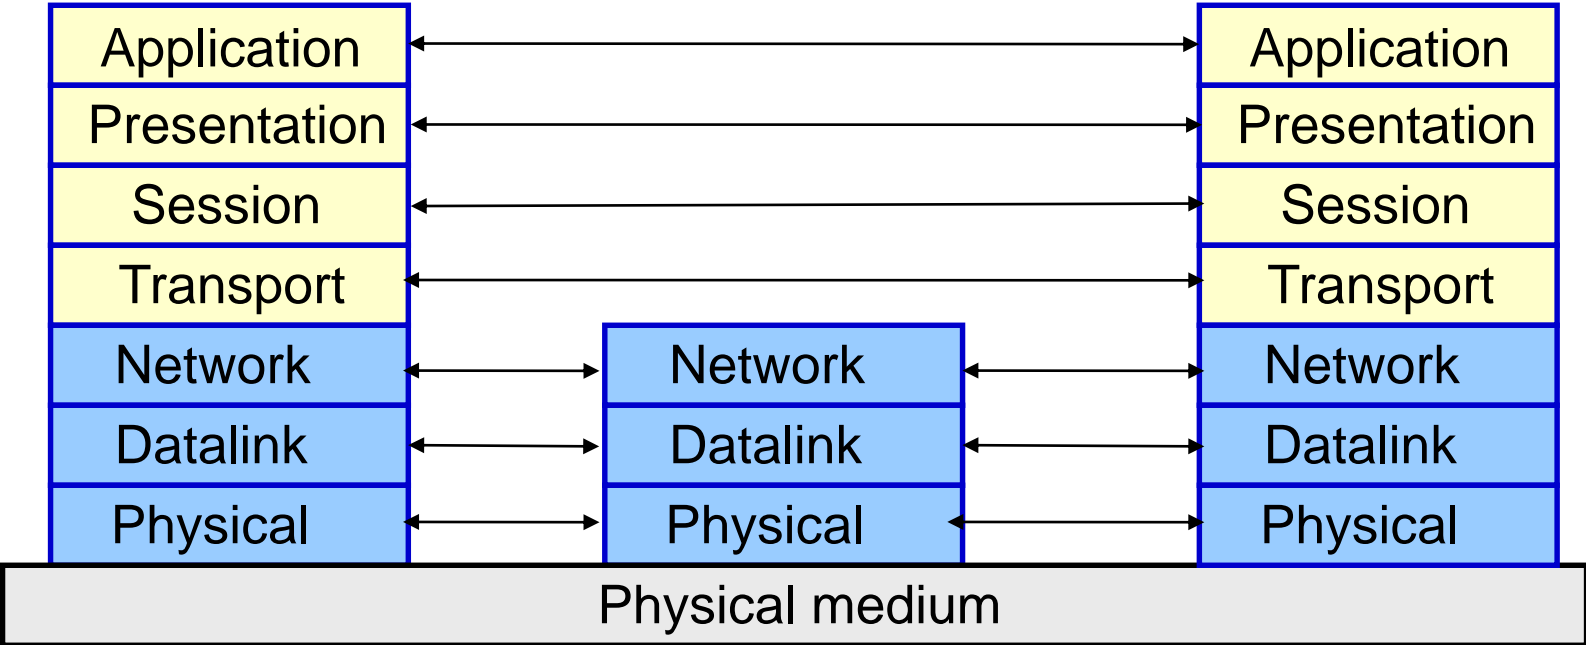 Application
Application
Presentation
Presentation
Session
Session
Transport
Transport
Network
Network
Network
Datalink
Datalink
Datalink
Physical
Physical
Physical
Physical medium